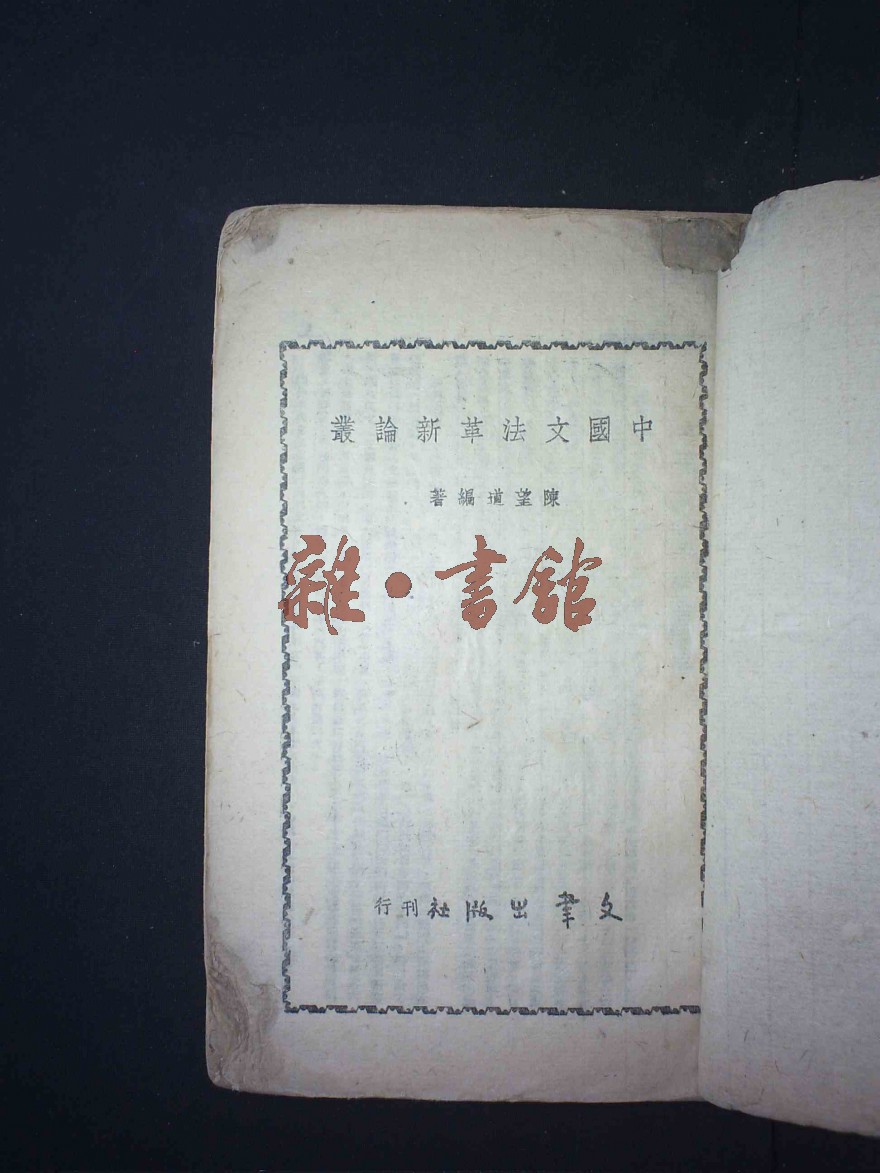 中國文法革新論叢
陳望道編著
雜·書館
文聿出版社刊行